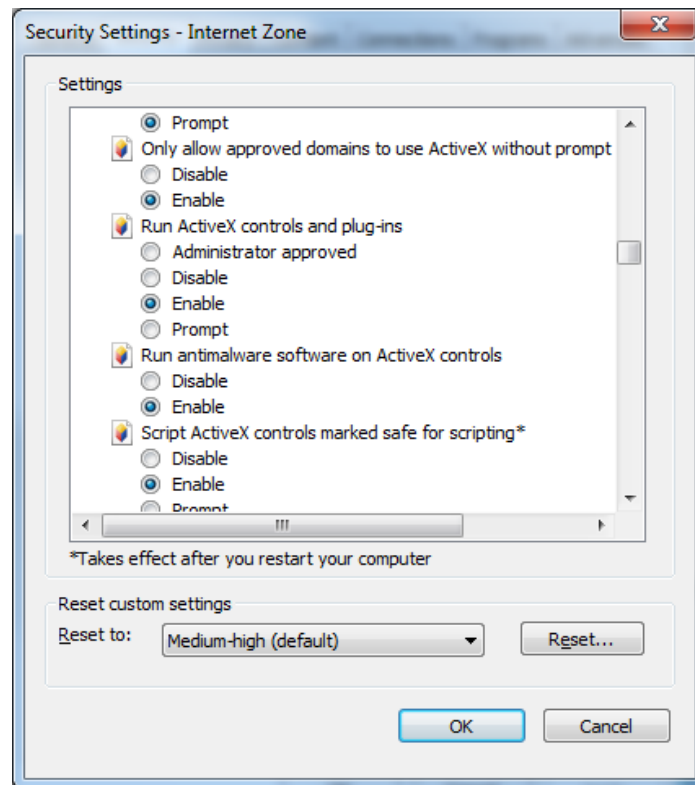 Security Settings - Internet Zone
Settings
Prompt
Only allow approved domains to use ActiveX without prompt
Disable
Enable
Run ActiveX controls and plug-ins
Administrator approved
Disable
Enable
Prompt
Run antimalware software on ActiveX controls
Disable
Enable
Script ActiveX controls marked safe for scripting*
Disable
Enable
Prompt
*Takes effect after you restart your computer
Reset custom settings
Reset to:
Medium-high (default)
Reset...
OK
Cancel